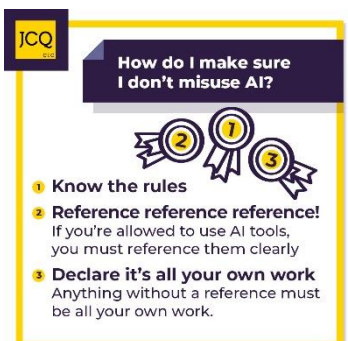 JCQ
CIC
How do I make sure
I don't misuse AI?
2 1 3
1 Know the rules
2 Reference reference reference!
If you're allowed to use AI tools,
you must reference them clearly
3 Declare it's all your own work
Anything without a reference must
be all your own work.